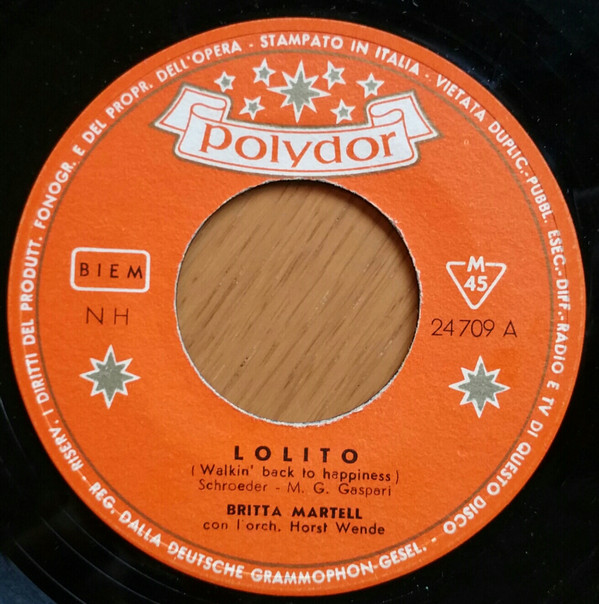 RISERV. I DIRITTI DEL PRODUTT. FONOGR. E DEL PROPR. DELL'OPERA - STAMPATO IN ITALIA - VIETATA DUPLIC.-PUBBL. ESEC.-DIFF.-RADIO E TV DI QUESTO DISCO
- REG. DALLA DEUTSCHE GRAMMOPHON-GESEL. -
polydor
BIEM
NH
M
45
24 709 A
LOLITO
(Walkin' back to happiness)
Schroeder - M. G. Gaspari
BRITTA MARTELL
con l'orch. Horst Wende